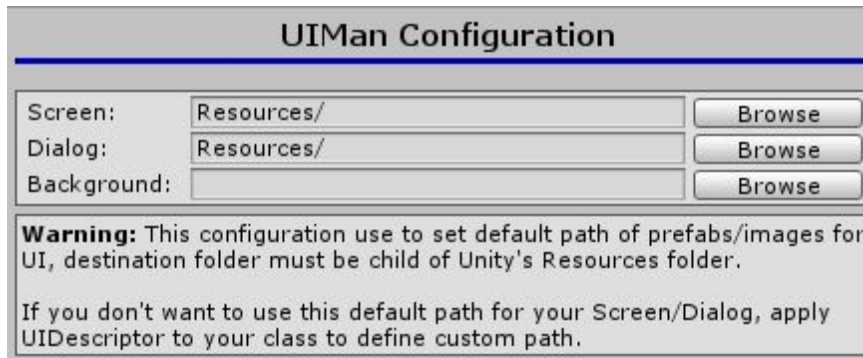 UIMan Configuration
Screen: Resources/ Browse
Dialog: Resources/ Browse
Background: Browse
Warning: This configuration use to set default path of prefabs/images for
UI, destination folder must be child of Unity's Resources folder.
If you don't want to use this default path for your Screen/Dialog, apply
UIDescriptor to your class to define custom path.